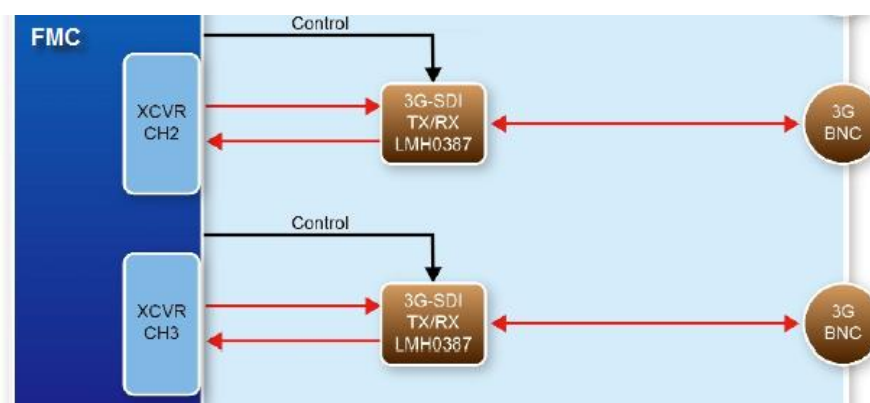 FMC
Control
XCVR
CH2
3G-SDI
TX/RX
LMH0387
3G
BNC
Control
XCVR
CH3
3G-SDI
TX/RX
LMH0387
3G
BNC